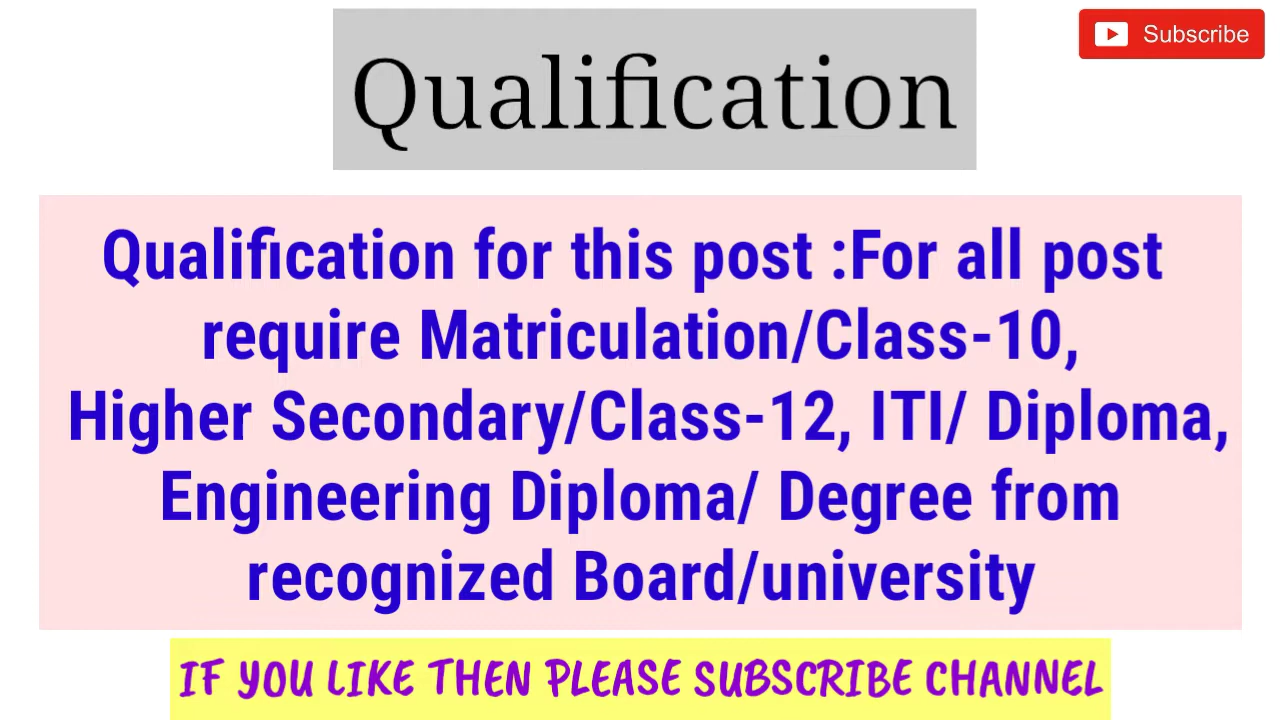 Subscribe
Qualification
Qualification for this post :For all post
require Matriculation/Class-10,
Higher Secondary/Class-12, ITI/ Diploma,
Engineering Diploma/ Degree from
recognized Board/university
IF YOU LIKE THEN PLEASE SUBSCRIBE CHANNEL